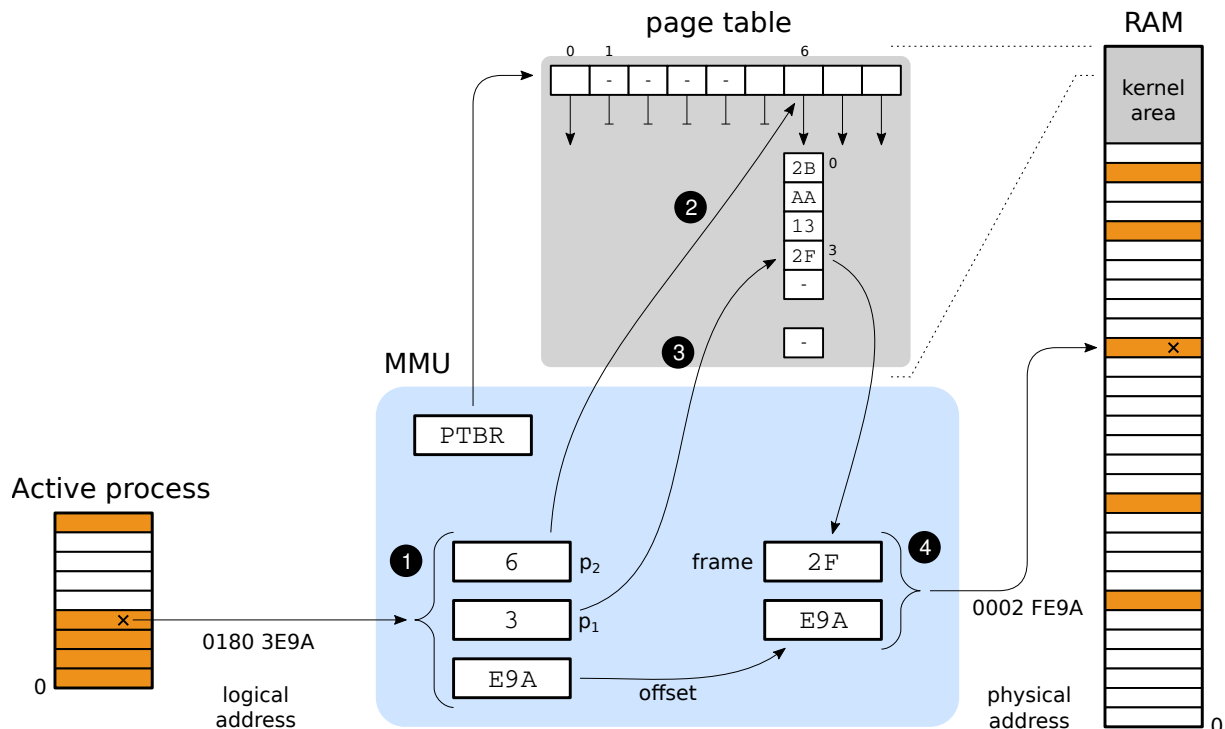 page table
RAM
0 1 6
- - - -
kernel
area
2B 0
AA
13
2F 3
-
-
2
3
MMU
PTBR
Active process
0
0180 3E9A
logical
address
1
6 p2
3 p1
E9A
offset
frame 2F
E9A
4
0002 FE9A
physical
address
0